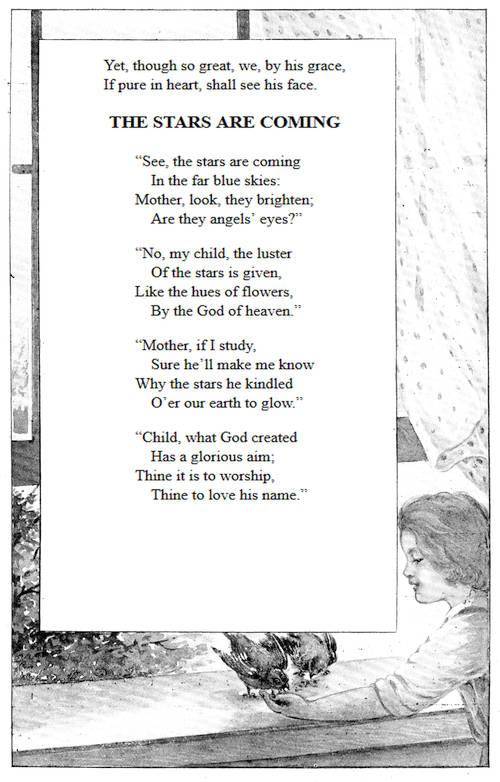 Yet, though so great, we, by his grace,
If pure in heart, shall see his face.
THE STARS ARE COMING
“See, the stars are coming
In the far blue skies:
Mother, look, they brighten;
Are they angels’ eyes?”
“No, my child, the luster
Of the stars is given,
Like the hues of flowers,
By the God of heaven.”
“Mother, if I study,
Sure he’ll make me know
Why the stars he kindled
O’er our earth to glow.”
“Child, what God created
Has a glorious aim;
Thine it is to worship,
Thine to love his name.”